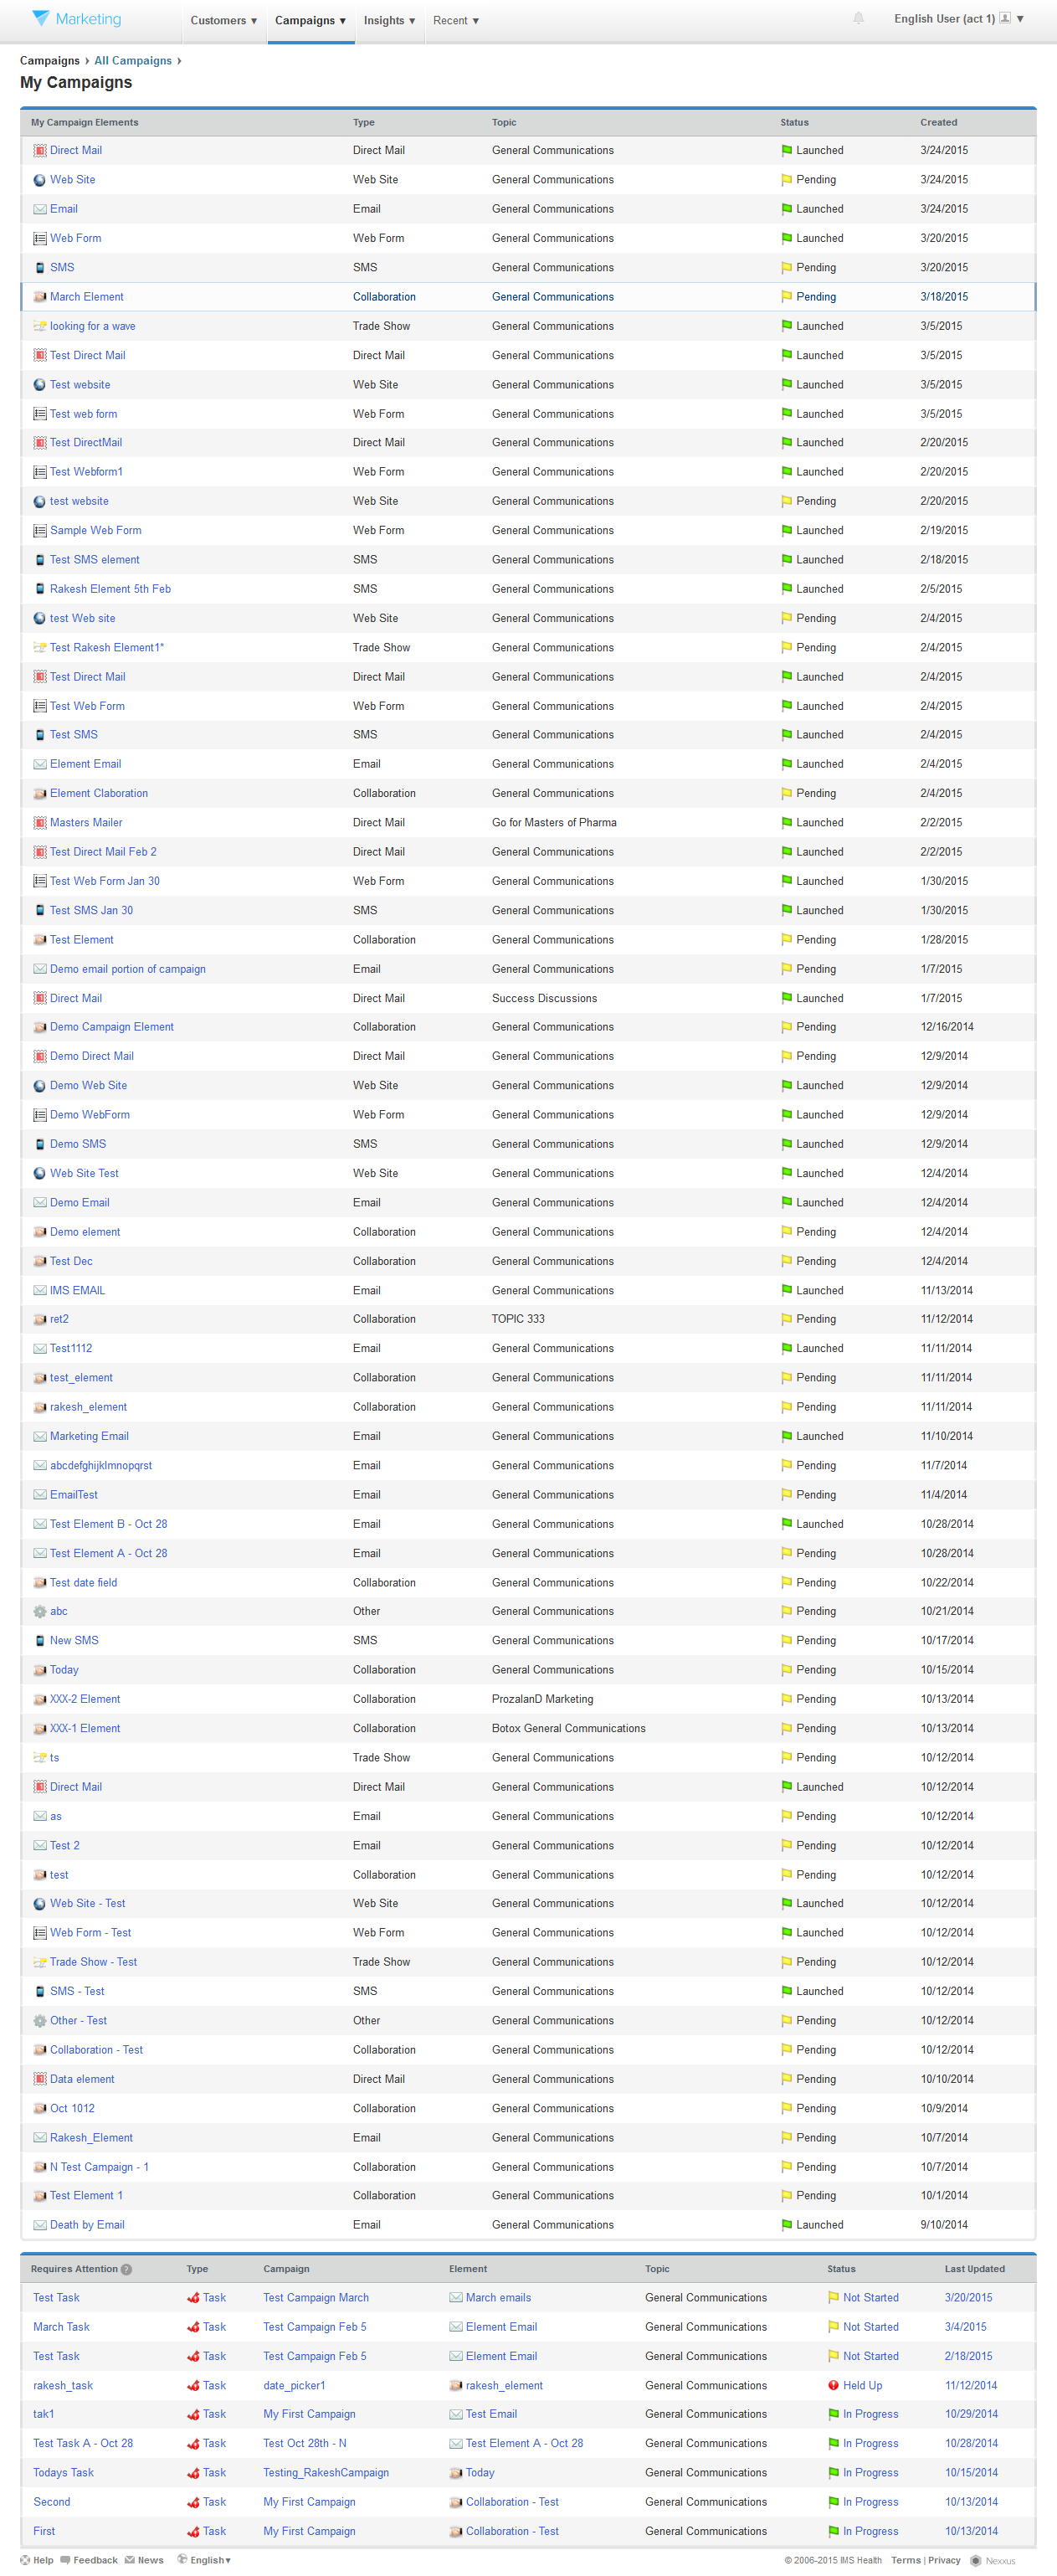 Marketing Customers ▾ Campaigns ▾ Insights ▾ Recent ▾ English User (act 1) ▾
Campaigns › All Campaigns ›
My Campaigns
My Campaign Elements Type Topic Status Created
Direct Mail Direct Mail General Communications Launched 3/24/2015
Web Site Web Site General Communications Pending 3/24/2015
Email Email General Communications Launched 3/24/2015
Web Form Web Form General Communications Launched 3/20/2015
SMS SMS General Communications Pending 3/20/2015
March Element Collaboration General Communications Pending 3/18/2015
looking for a wave Trade Show General Communications Launched 3/5/2015
Test Direct Mail Direct Mail General Communications Launched 3/5/2015
Test website Web Site General Communications Launched 3/5/2015
Test web form Web Form General Communications Launched 3/5/2015
Test DirectMail Direct Mail General Communications Launched 2/20/2015
Test Webform1 Web Form General Communications Launched 2/20/2015
test website Web Site General Communications Pending 2/20/2015
Sample Web Form Web Form General Communications Launched 2/19/2015
Test SMS element SMS General Communications Launched 2/18/2015
Rakesh Element 5th Feb SMS General Communications Launched 2/5/2015
test Web site Web Site General Communications Pending 2/4/2015
Test Rakesh Element1* Trade Show General Communications Pending 2/4/2015
Test Direct Mail Direct Mail General Communications Launched 2/4/2015
Test Web Form Web Form General Communications Launched 2/4/2015
Test SMS SMS General Communications Launched 2/4/2015
Element Email Email General Communications Launched 2/4/2015
Element Claboration Collaboration General Communications Pending 2/4/2015
Masters Mailer Direct Mail Go for Masters of Pharma Launched 2/2/2015
Test Direct Mail Feb 2 Direct Mail General Communications Launched 2/2/2015
Test Web Form Jan 30 Web Form General Communications Launched 1/30/2015
Test SMS Jan 30 SMS General Communications Launched 1/30/2015
Test Element Collaboration General Communications Pending 1/28/2015
Demo email portion of campaign Email General Communications Pending 1/7/2015
Direct Mail Direct Mail Success Discussions Launched 1/7/2015
Demo Campaign Element Collaboration General Communications Pending 12/16/2014
Demo Direct Mail Direct Mail General Communications Pending 12/9/2014
Demo Web Site Web Site General Communications Launched 12/9/2014
Demo WebForm Web Form General Communications Launched 12/9/2014
Demo SMS SMS General Communications Launched 12/9/2014
Web Site Test Web Site General Communications Launched 12/4/2014
Demo Email Email General Communications Launched 12/4/2014
Demo element Collaboration General Communications Pending 12/4/2014
Test Dec Collaboration General Communications Pending 12/4/2014
IMS EMAIL Email General Communications Launched 11/13/2014
ret2 Collaboration TOPIC 333 Pending 11/12/2014
Test1112 Email General Communications Launched 11/11/2014
test_element Collaboration General Communications Pending 11/11/2014
rakesh_element Collaboration General Communications Pending 11/11/2014
Marketing Email Email General Communications Launched 11/10/2014
abcdefghijklmnopqrst Email General Communications Pending 11/7/2014
EmailTest Email General Communications Pending 11/4/2014
Test Element B - Oct 28 Email General Communications Launched 10/28/2014
Test Element A - Oct 28 Email General Communications Pending 10/28/2014
Test date field Collaboration General Communications Pending 10/22/2014
abc Other General Communications Pending 10/21/2014
New SMS SMS General Communications Pending 10/17/2014
Today Collaboration General Communications Pending 10/15/2014
XXX-2 Element Collaboration ProzalanD Marketing Pending 10/13/2014
XXX-1 Element Collaboration Botox General Communications Pending 10/13/2014
ts Trade Show General Communications Pending 10/12/2014
Direct Mail Direct Mail General Communications Launched 10/12/2014
as Email General Communications Pending 10/12/2014
Test 2 Email General Communications Pending 10/12/2014
test Collaboration General Communications Pending 10/12/2014
Web Site - Test Web Site General Communications Launched 10/12/2014
Web Form - Test Web Form General Communications Launched 10/12/2014
Trade Show - Test Trade Show General Communications Pending 10/12/2014
SMS - Test SMS General Communications Launched 10/12/2014
Other - Test Other General Communications Pending 10/12/2014
Collaboration - Test Collaboration General Communications Pending 10/12/2014
Data element Direct Mail General Communications Pending 10/10/2014
Oct 1012 Collaboration General Communications Pending 10/9/2014
Rakesh_Element Email General Communications Pending 10/7/2014
N Test Campaign - 1 Collaboration General Communications Pending 10/7/2014
Test Element 1 Collaboration General Communications Pending 10/1/2014
Death by Email Email General Communications Launched 9/10/2014
Requires Attention ? Type Campaign Element Topic Status Last Updated
Test Task Task Test Campaign March March emails General Communications Not Started 3/20/2015
March Task Task Test Campaign Feb 5 Element Email General Communications Not Started 3/4/2015
Test Task Task Test Campaign Feb 5 Element Email General Communications Not Started 2/18/2015
rakesh_task Task date_picker1 rakesh_element General Communications Held Up 11/12/2014
tak1 Task My First Campaign Test Email General Communications In Progress 10/29/2014
Test Task A - Oct 28 Task Test Oct 28th - N Test Element A - Oct 28 General Communications In Progress 10/28/2014
Todays Task Task Testing_RakeshCampaign Today General Communications In Progress 10/15/2014
Second Task My First Campaign Collaboration - Test General Communications In Progress 10/13/2014
First Task My First Campaign Collaboration - Test General Communications In Progress 10/13/2014
Help Feedback News English▾ © 2006-2015 IMS Health Terms | Privacy Nexxus